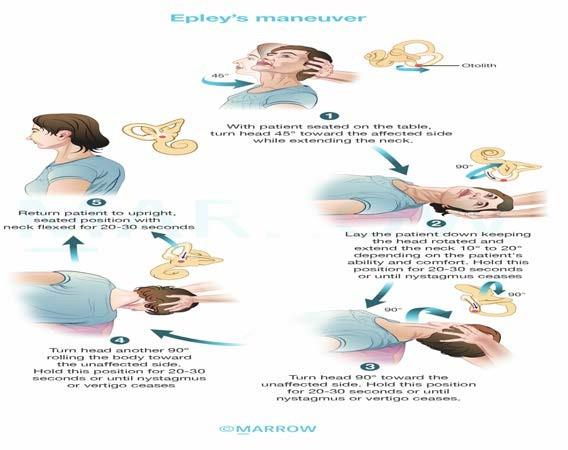 Epley's maneuver
45°
Otolith
1
With patient seated on the table,
turn head 45° toward the affected side
while extending the neck.
90°
2
Lay the patient down keeping
the head rotated and
extend the neck 10° to 20°
depending on the patient's
ability and comfort. Hold this
position for 20-30 seconds
or until nystagmus ceases
90°
90°
3
Turn head 90° toward the
unaffected side. Hold this position
for 20-30 seconds or until
nystagmus or vertigo ceases.
4
Turn head another 90°
rolling the body toward
the unaffected side.
Hold this position for 20-30
seconds or until nystagmus
or vertigo ceases
5
Return patient to upright,
seated position with
neck flexed for 20-30 seconds
©MARROW